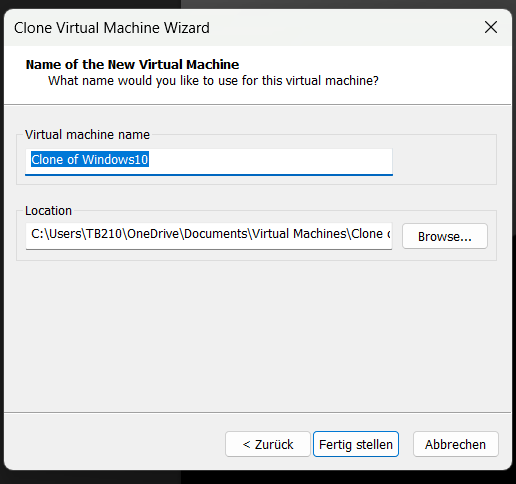 Clone Virtual Machine Wizard
Name of the New Virtual Machine
What name would you like to use for this virtual machine?
Virtual machine name
Clone of Windows10
Location
C:\Users\TB210\OneDrive\Documents\Virtual Machines\Clone
Browse...
< Zurück
Fertig stellen
Abbrechen